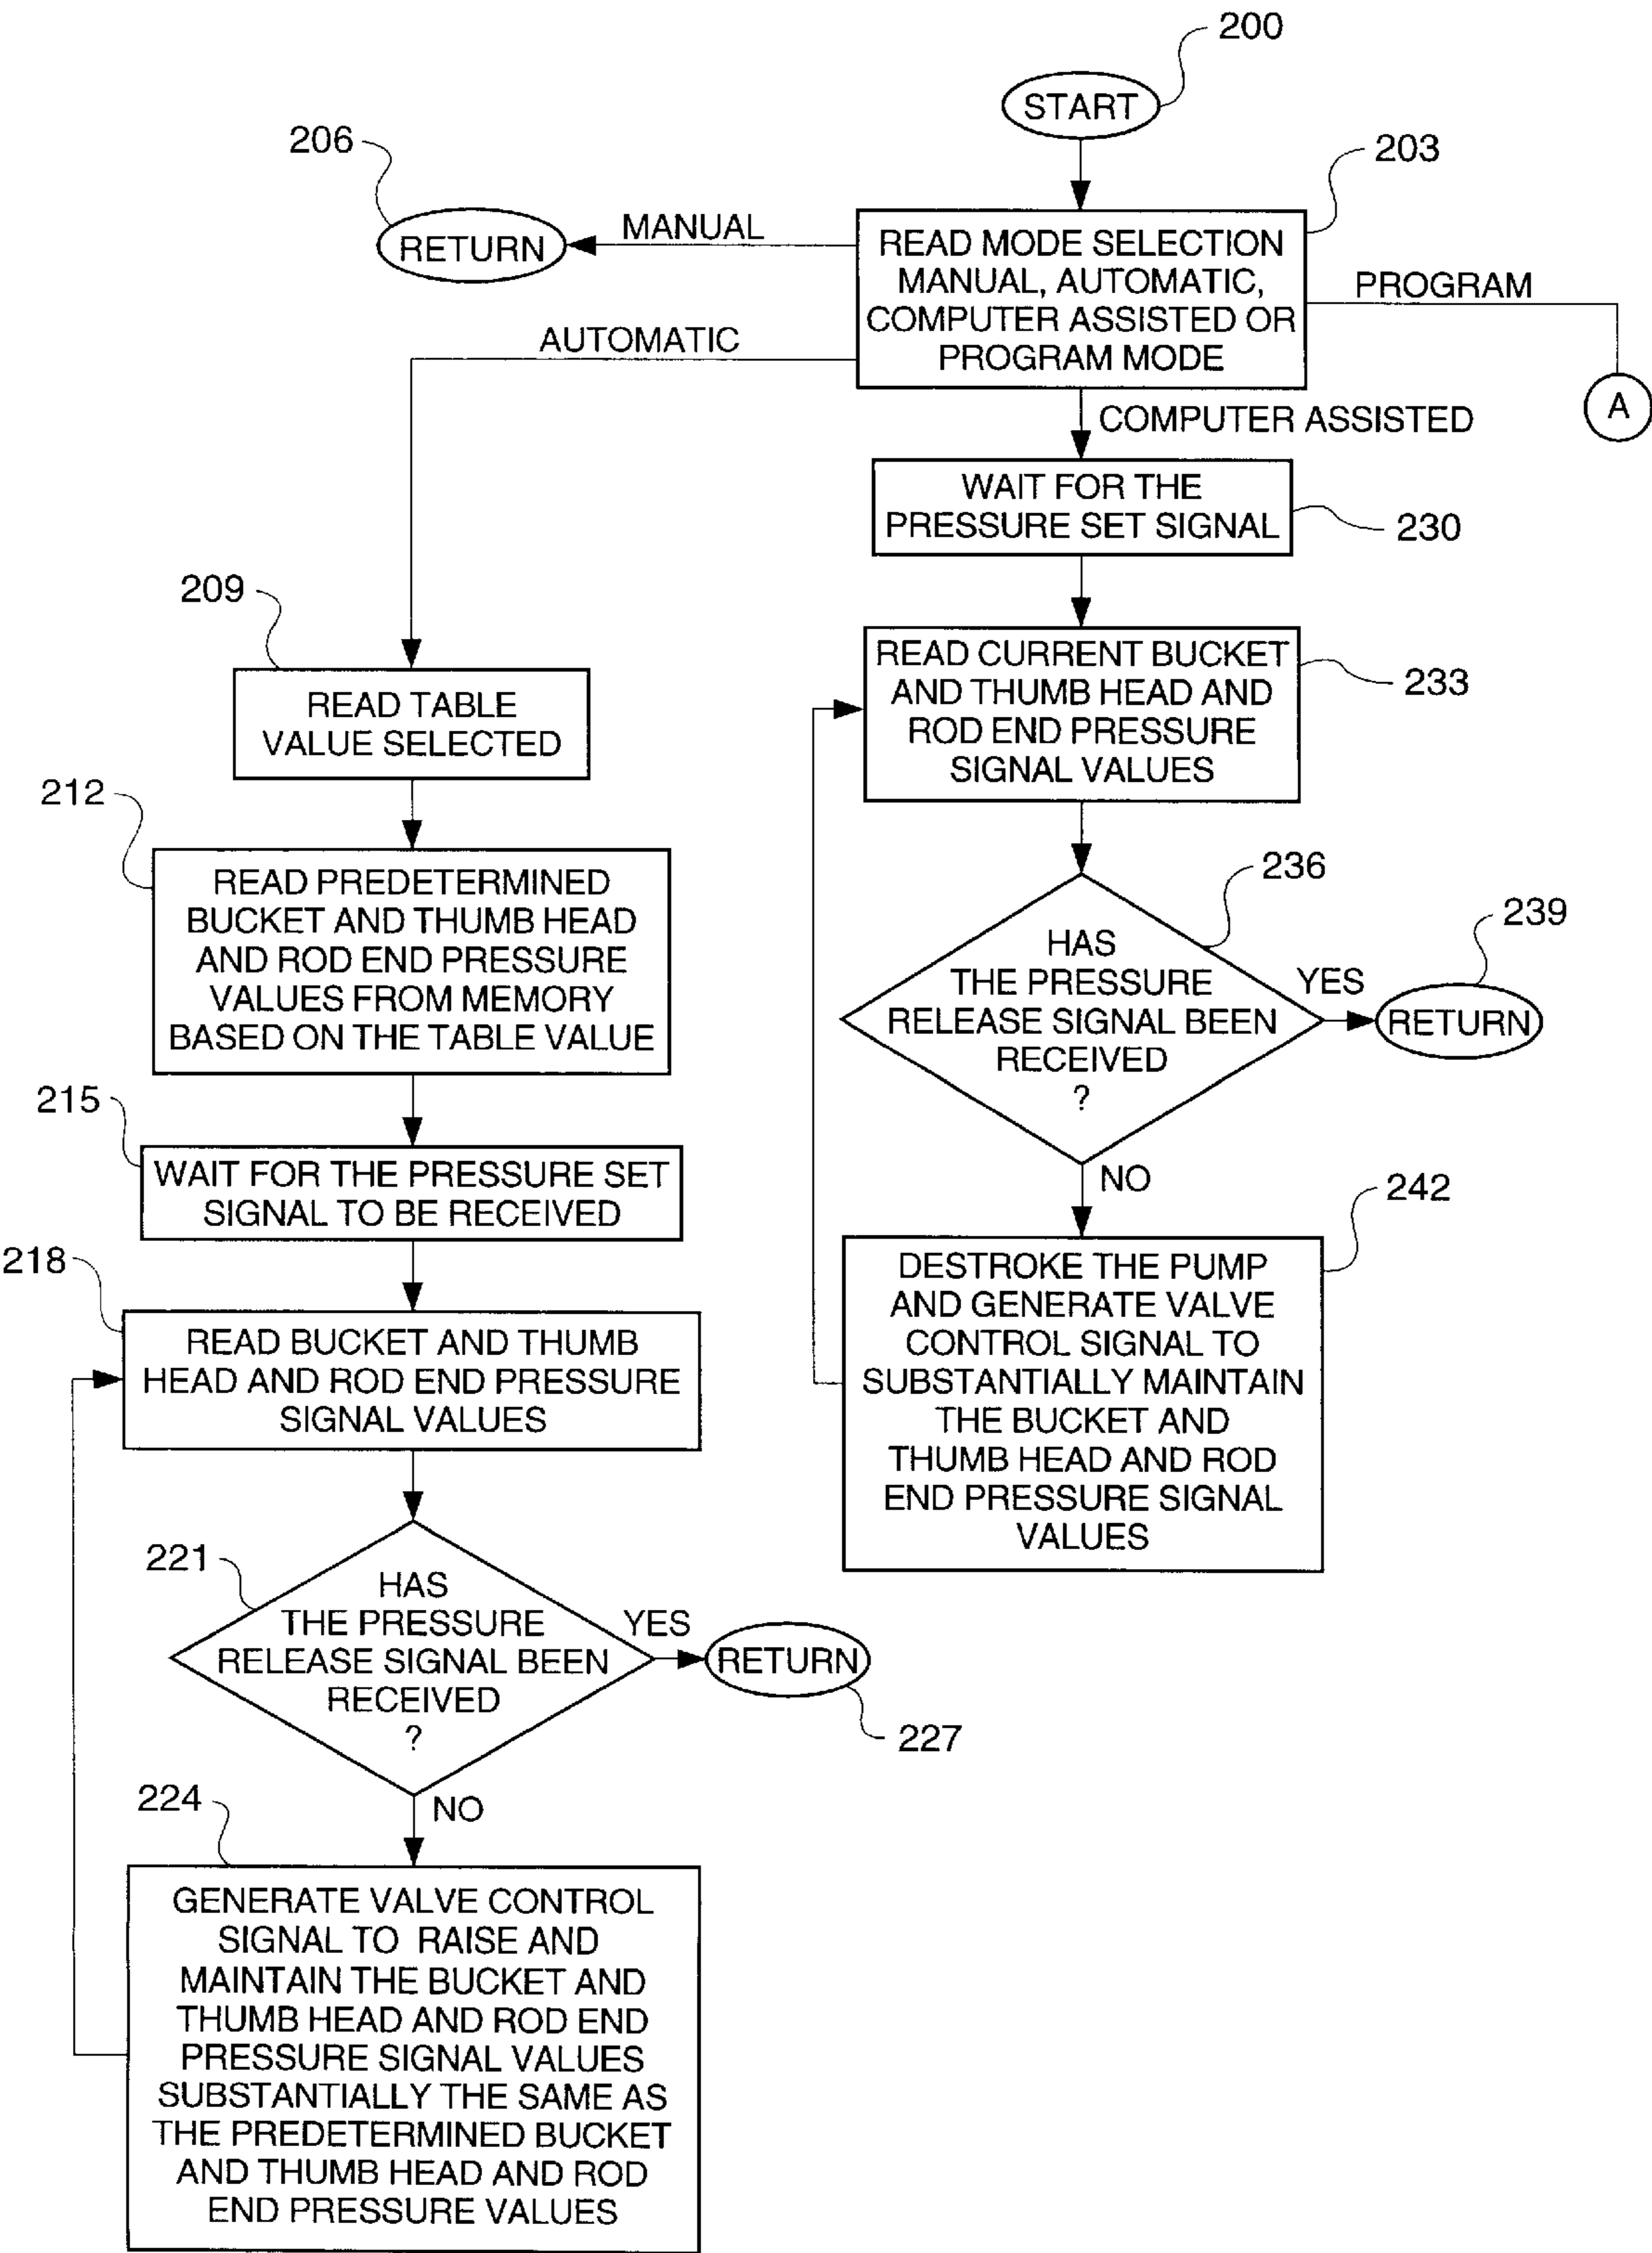 200
START
203
206
RETURN
MANUAL
READ MODE SELECTION
MANUAL, AUTOMATIC,
COMPUTER ASSISTED OR
PROGRAM MODE
PROGRAM
A
AUTOMATIC
COMPUTER ASSISTED
WAIT FOR THE
PRESSURE SET SIGNAL
230
209
READ TABLE
VALUE SELECTED
READ CURRENT BUCKET
AND THUMB HEAD AND
ROD END PRESSURE
SIGNAL VALUES
233
212
READ PREDETERMINED
BUCKET AND THUMB HEAD
AND ROD END PRESSURE
VALUES FROM MEMORY
BASED ON THE TABLE VALUE
236
HAS
THE PRESSURE
RELEASE SIGNAL BEEN
RECEIVED
?
YES
239
RETURN
NO
215
WAIT FOR THE PRESSURE SET
SIGNAL TO BE RECEIVED
242
DESTROKE THE PUMP
AND GENERATE VALVE
CONTROL SIGNAL TO
SUBSTANTIALLY MAINTAIN
THE BUCKET AND
THUMB HEAD AND ROD
END PRESSURE SIGNAL
VALUES
218
READ BUCKET AND THUMB
HEAD AND ROD END PRESSURE
SIGNAL VALUES
221
HAS
THE PRESSURE
RELEASE SIGNAL BEEN
RECEIVED
?
YES
RETURN
227
NO
224
GENERATE VALVE CONTROL
SIGNAL TO RAISE AND
MAINTAIN THE BUCKET AND
THUMB HEAD AND ROD END
PRESSURE SIGNAL VALUES
SUBSTANTIALLY THE SAME AS
THE PREDETERMINED BUCKET
AND THUMB HEAD AND ROD
END PRESSURE VALUES